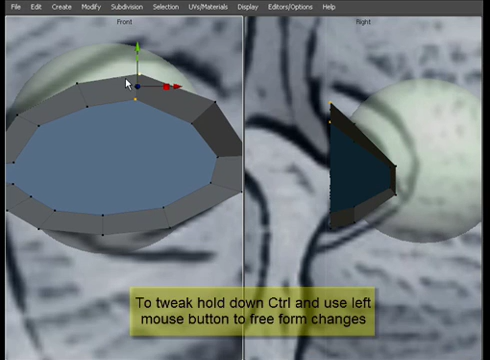 File Edit Create Modify Subdivision Selection UVs/Materials Display Editors/Options Help
Front Right
To tweak hold down Ctrl and use left
mouse button to free form changes